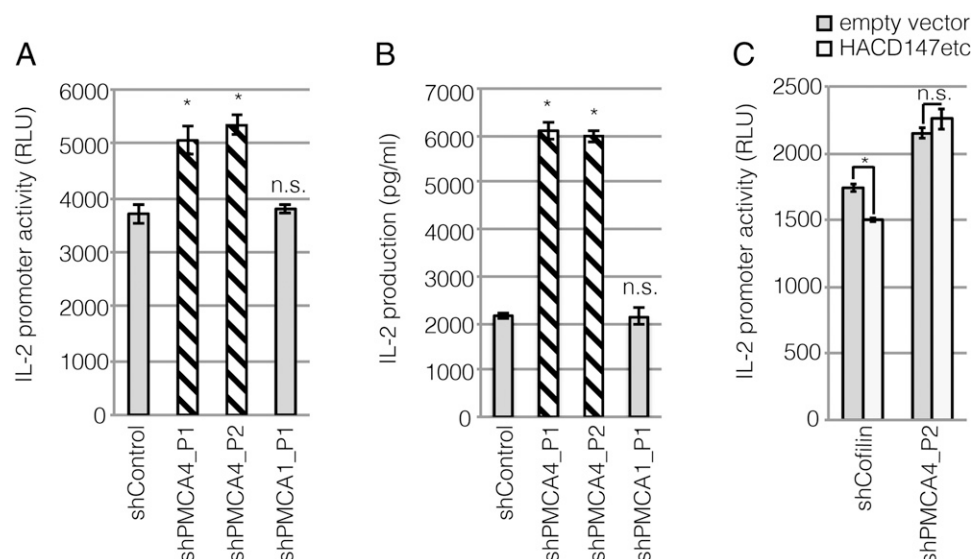 empty vector
HACD147etc
A
IL-2 promoter activity (RLU)
6000
5000
4000
3000
2000
1000
0
*
*
n.s.
shControl
shPMCA4_P1
shPMCA4_P2
shPMCA1_P1
B
IL-2 production (pg/ml)
7000
6000
5000
4000
3000
2000
1000
0
*
*
n.s.
shControl
shPMCA4_P1
shPMCA4_P2
shPMCA1_P1
C
IL-2 promoter activity (RLU)
2500
2000
1500
1000
500
0
*
n.s.
shCofilin
shPMCA4_P2